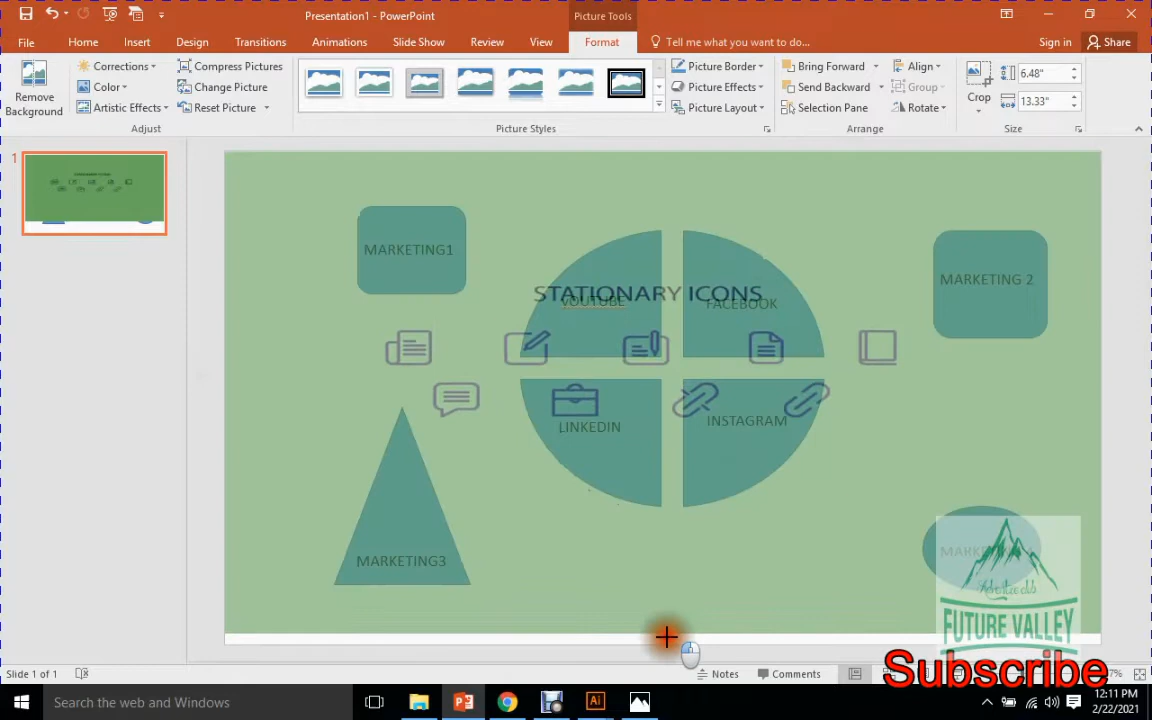 Presentation1 - PowerPoint
Picture Tools
File
Home
Insert
Design
Transitions
Animations
Slide Show
Review
View
Format
Tell me what you want to do...
Sign in
Share
Remove Background
Corrections
Color
Artistic Effects
Compress Pictures
Change Picture
Reset Picture
Adjust
Picture Styles
Picture Border
Picture Effects
Picture Layout
Bring Forward
Send Backward
Selection Pane
Align
Group
Rotate
Arrange
Crop
6.48"
13.33"
Size
1
MARKETING1
MARKETING 2
STATIONARY ICONS
YOUTUBE
FACEBOOK
LINKEDIN
INSTAGRAM
MARKETING3
Advertize club
FUTURE VALLEY
Subscribe
Slide 1 of 1
Notes
Comments
Search the web and Windows
12:11 PM
2/22/2021